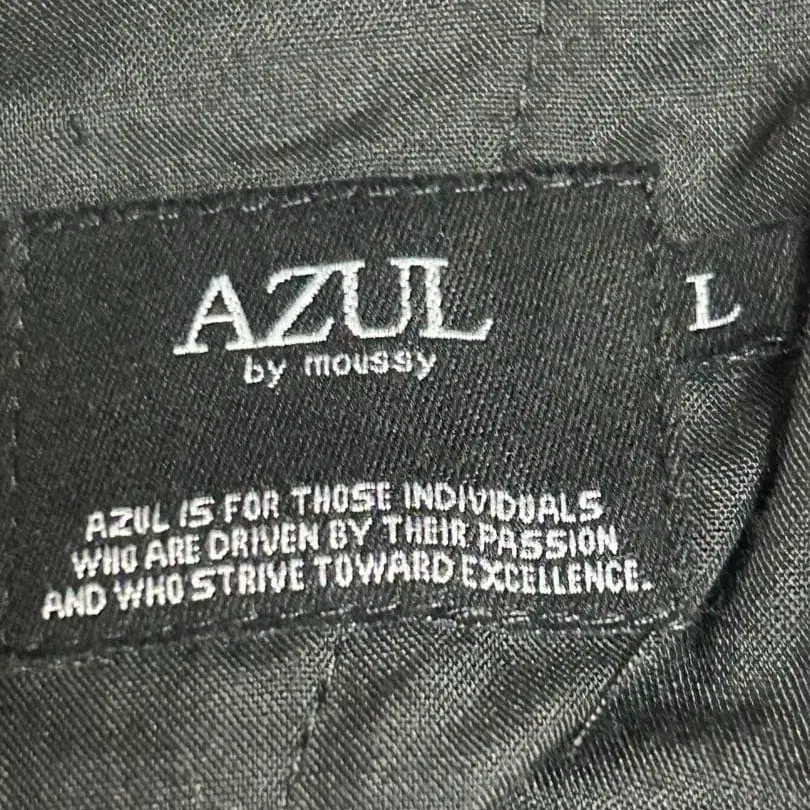 AZUL
by moussy
L
AZUL IS FOR THOSE INDIVIDUALS
WHO ARE DRIVEN BY THEIR PASSION
AND WHO STRIVE TOWARD EXCELLENCE.